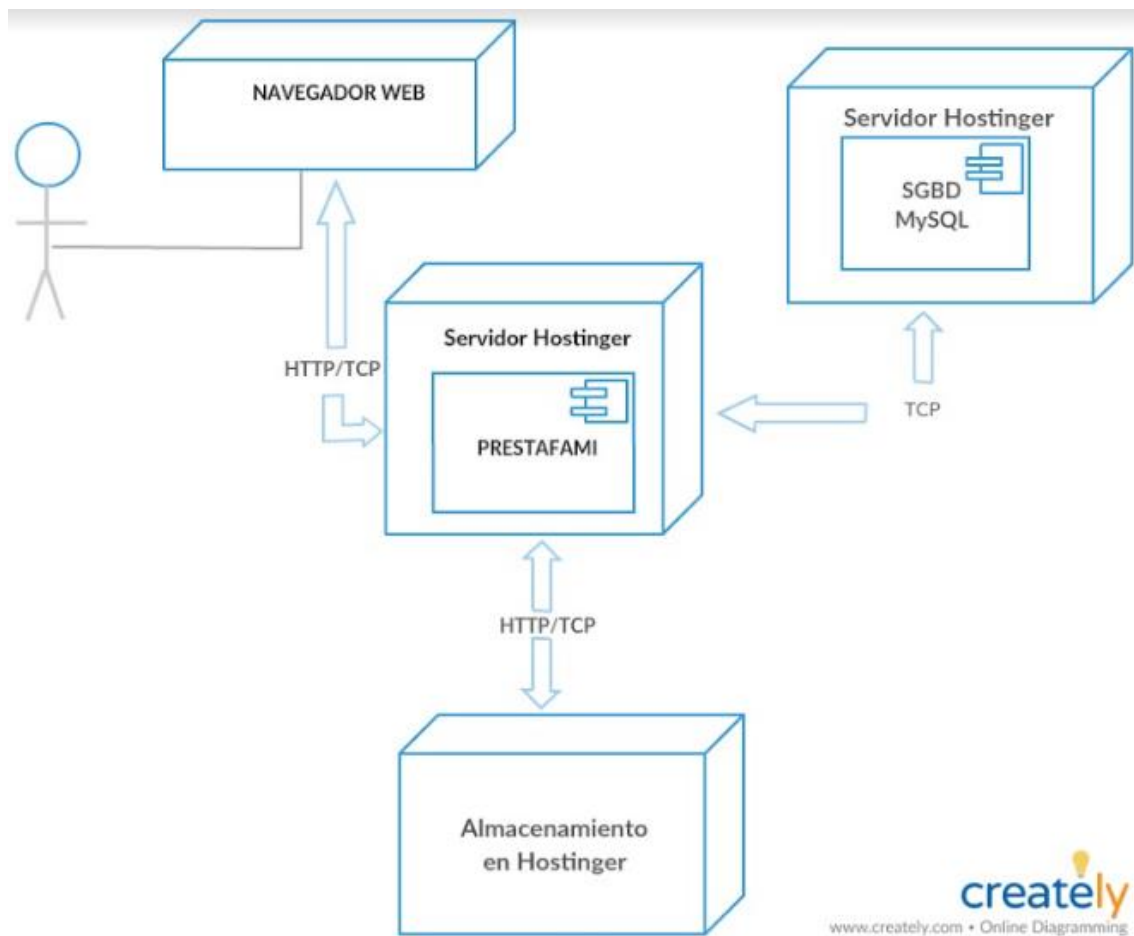 NAVEGADOR WEB
Servidor Hostinger
SGBD
MySQL
HTTP/TCP
Servidor Hostinger
PRESTAFAMI
TCP
HTTP/TCP
Almacenamiento
en Hostinger
creately
www.creately.com • Online Diagramming